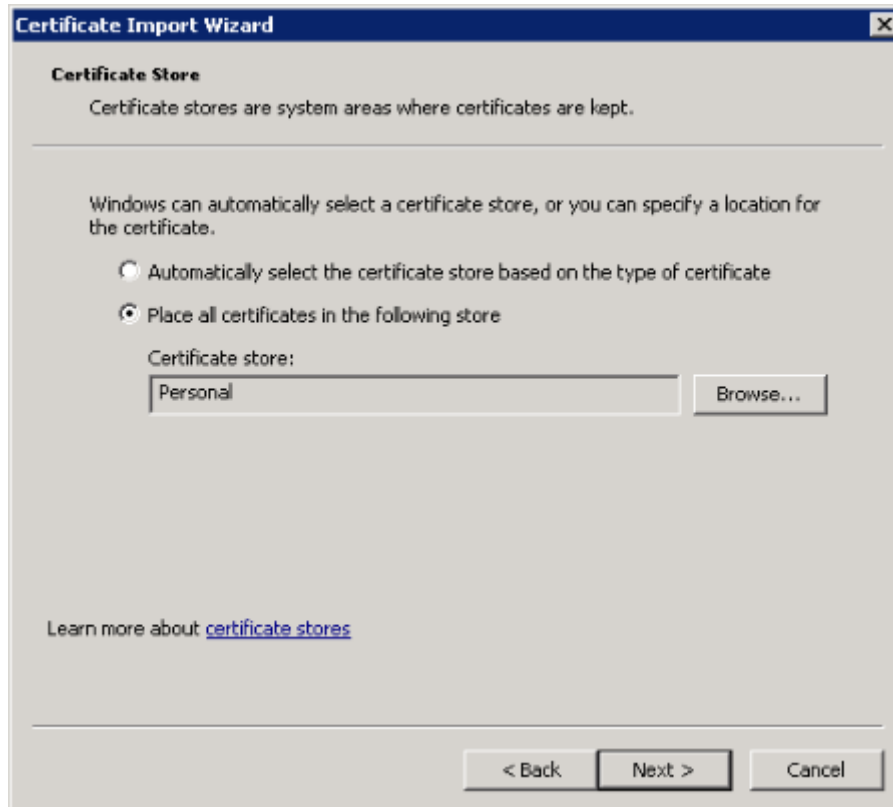 Certificate Import Wizard
Certificate Store
Certificate stores are system areas where certificates are kept.
Windows can automatically select a certificate store, or you can specify a location for
the certificate.
Automatically select the certificate store based on the type of certificate
Place all certificates in the following store
Certificate store:
Personal
Browse...
Learn more about certificate stores
< Back
Next >
Cancel